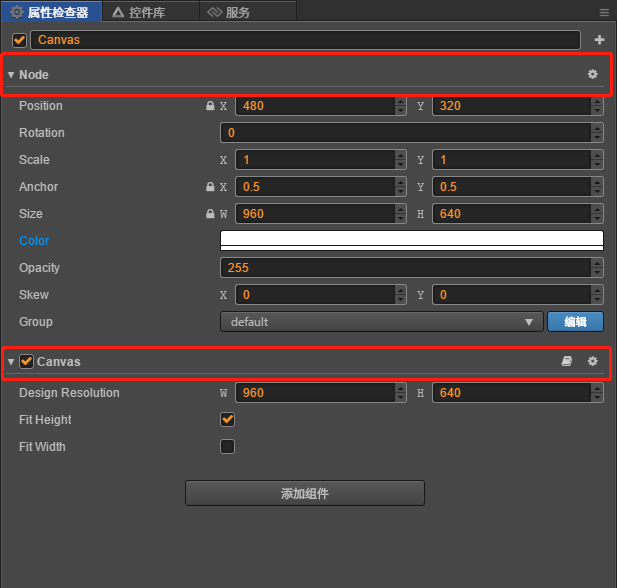 属性检查器 控件库 服务
Canvas
Node
Position X 480 Y 320
Rotation 0
Scale X 1 Y 1
Anchor X 0.5 Y 0.5
Size W 960 H 640
Color
Opacity 255
Skew X 0 Y 0
Group default 编辑
Canvas
Design Resolution W 960 H 640
Fit Height
Fit Width
添加组件